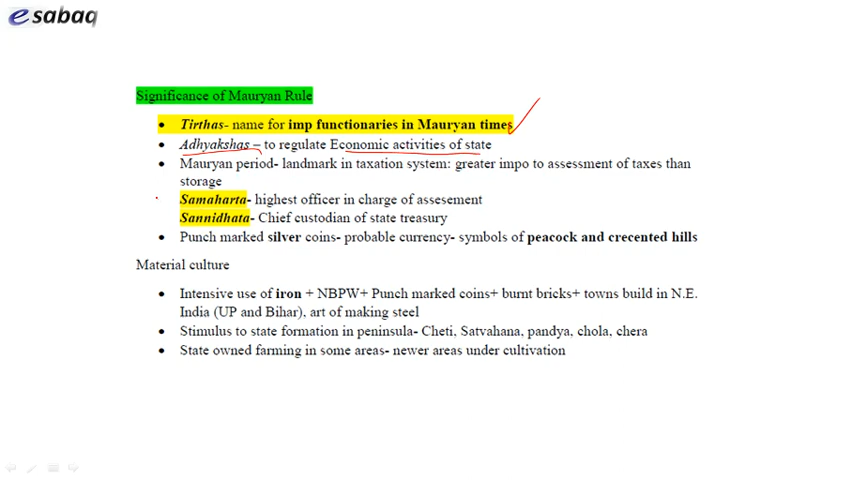 esabaq
Significance of Mauryan Rule
• Tirthas- name for imp functionaries in Mauryan times
• Adhyakshas – to regulate Economic activities of state
• Mauryan period- landmark in taxation system: greater impo to assessment of taxes than
storage
Samaharta- highest officer in charge of assesement
Sannidhata- Chief custodian of state treasury
• Punch marked silver coins- probable currency- symbols of peacock and crecented hills
Material culture
• Intensive use of iron + NBPW+ Punch marked coins+ burnt bricks+ towns build in N.E.
India (UP and Bihar), art of making steel
• Stimulus to state formation in peninsula- Cheti, Satvahana, pandya, chola, chera
• State owned farming in some areas- newer areas under cultivation